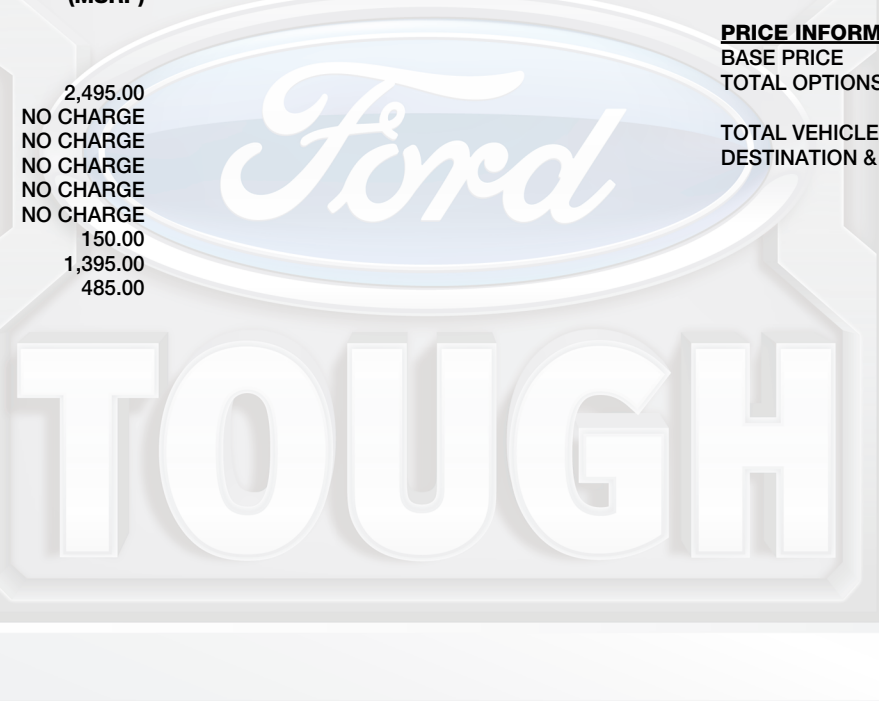 (MSRP)
2,495.00
NO CHARGE
NO CHARGE
NO CHARGE
NO CHARGE
NO CHARGE
150.00
1,395.00
485.00
PRICE INFORM
BASE PRICE
TOTAL OPTIONS
TOTAL VEHICLE
DESTINATION &
Ford
TOUGH